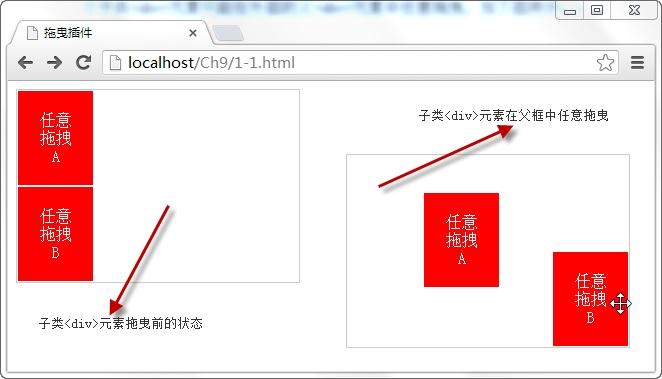 拖曳插件
localhost/Ch9/1-1.html
任意
拖拽
A
任意
拖拽
B
子类<div>元素拖曳前的状态
子类<div>元素在父框中任意拖曳
任意
拖拽
A
任意
拖拽
B